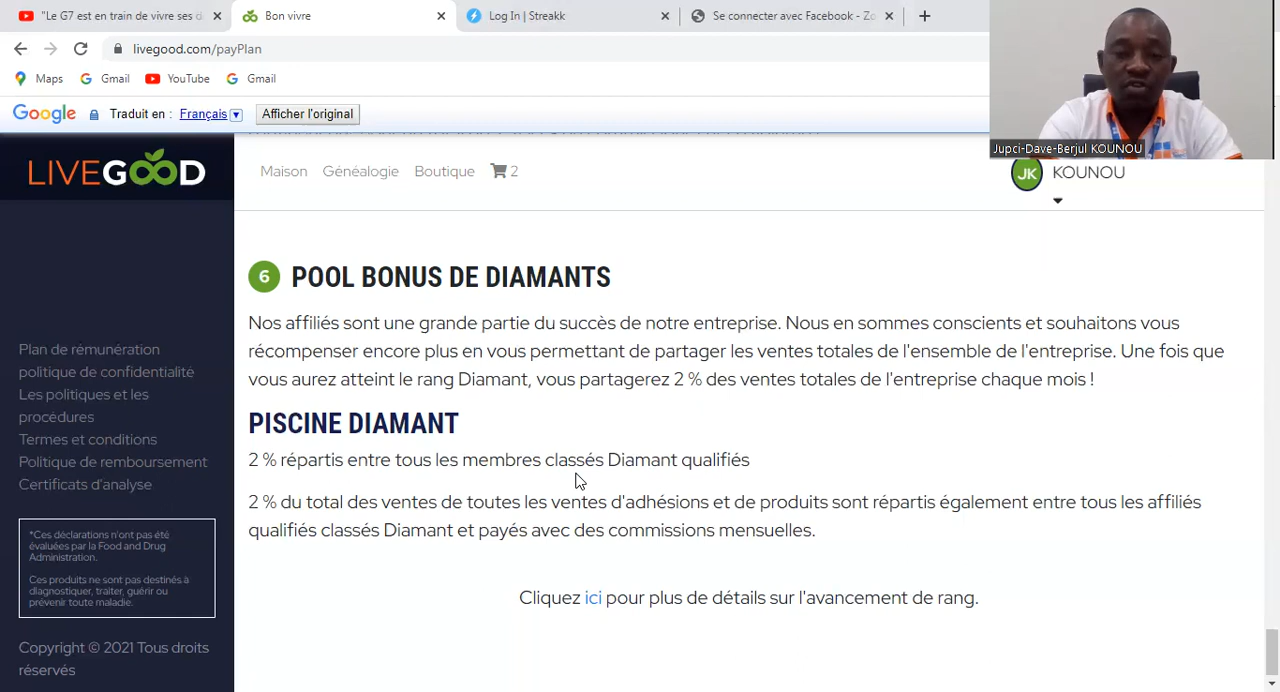 "Le G7 est en train de vivre ses d
Bon vivre
Log In | Streakk
Se connecter avec Facebook - Zo
livegood.com/payPlan
Maps
Gmail
YouTube
Gmail
Google
Traduit en :
Français
Afficher l'original
LIVEGOOD
Maison
Généalogie
Boutique
2
Jupci-Dave-Berjul KOUNOU
JK
KOUNOU
6
POOL BONUS DE DIAMANTS
Nos affiliés sont une grande partie du succès de notre entreprise. Nous en sommes conscients et souhaitons vous
récompenser encore plus en vous permettant de partager les ventes totales de l'ensemble de l'entreprise. Une fois que
vous aurez atteint le rang Diamant, vous partagerez 2 % des ventes totales de l'entreprise chaque mois !
PISCINE DIAMANT
2 % répartis entre tous les membres classés Diamant qualifiés
2 % du total des ventes de toutes les ventes d'adhésions et de produits sont répartis également entre tous les affiliés
qualifiés classés Diamant et payés avec des commissions mensuelles.
Cliquez ici pour plus de détails sur l'avancement de rang.
Plan de rémunération
politique de confidentialité
Les politiques et les
procédures
Termes et conditions
Politique de remboursement
Certificats d'analyse
*Ces déclarations n'ont pas été
évaluées par la Food and Drug
Administration.
Ces produits ne sont pas destinés à
diagnostiquer, traiter, guérir ou
prévenir toute maladie.
Copyright © 2021 Tous droits
réservés